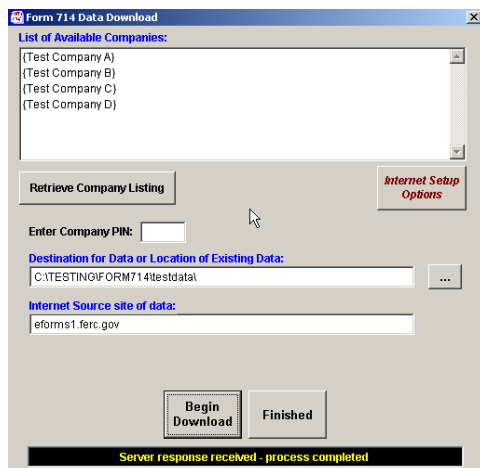 Form 714 Data Download
List of Available Companies:
{Test Company A}
{Test Company B}
{Test Company C}
{Test Company D}
Retrieve Company Listing
Internet Setup
Options
Enter Company PIN:
Destination for Data or Location of Existing Data:
C:\TESTING\FORM714\testdata\
...
Internet Source site of data:
eforms1.ferc.gov
Begin
Download
Finished
Server response received - process completed